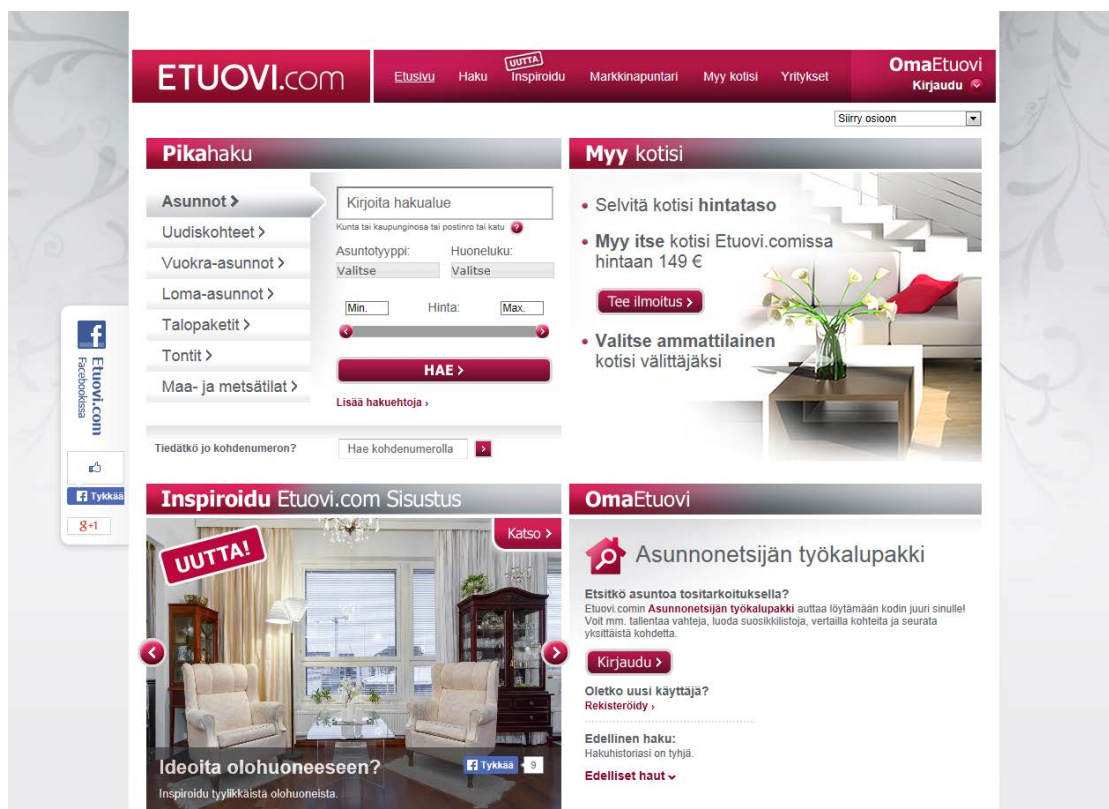 ETUOVI.com
Etusivu
Haku
UUTTA
Inspiroidu
Markkinapuntari
Myy kotisi
Yritykset
OmaEtuovi
Kirjaudu
Siirry osioon
Pikahaku
Asunnot >
Uudiskohteet >
Vuokra-asunnot >
Loma-asunnot >
Talopaketit >
Tontit >
Maa- ja metsätilat >
Kirjoita hakualue
Kunta tai kaupunginosa tai postinro tai katu ?
Asuntotyyppi: Huoneluku:
Valitse Valitse
Min. Hinta: Max.
HAE >
Lisää hakuehtoja ›
Tiedätkö jo kohdenumeron? Hae kohdenumerolla >
Myy kotisi
• Selvitä kotisi hintataso
• Myy itse kotisi Etuovi.comissa
hintaan 149 €
Tee ilmoitus >
• Valitse ammattilainen
kotisi välittäjäksi
f
Etuovi.com
Facebookissa
Tykkää
g+1
Inspiroidu Etuovi.com Sisustus
UUTTA!
Katso >
Ideoita olohuoneeseen?
Tykkää 9
Inspiroidu tyylikkäistä olohuoneista.
OmaEtuovi
Asunnonetsijän työkalupakki
Etsitkö asuntoa tositarkoituksella?
Etuovi.comin Asunnonetsijän työkalupakki auttaa löytämään kodin juuri sinulle!
Voit mm. tallentaa vahteja, luoda suosikkilistoja, vertailla kohteita ja seurata
yksittäistä kohdetta.
Kirjaudu >
Oletko uusi käyttäjä?
Rekisteröidy ›
Edellinen haku:
Hakuhistoriasi on tyhjä.
Edelliset haut